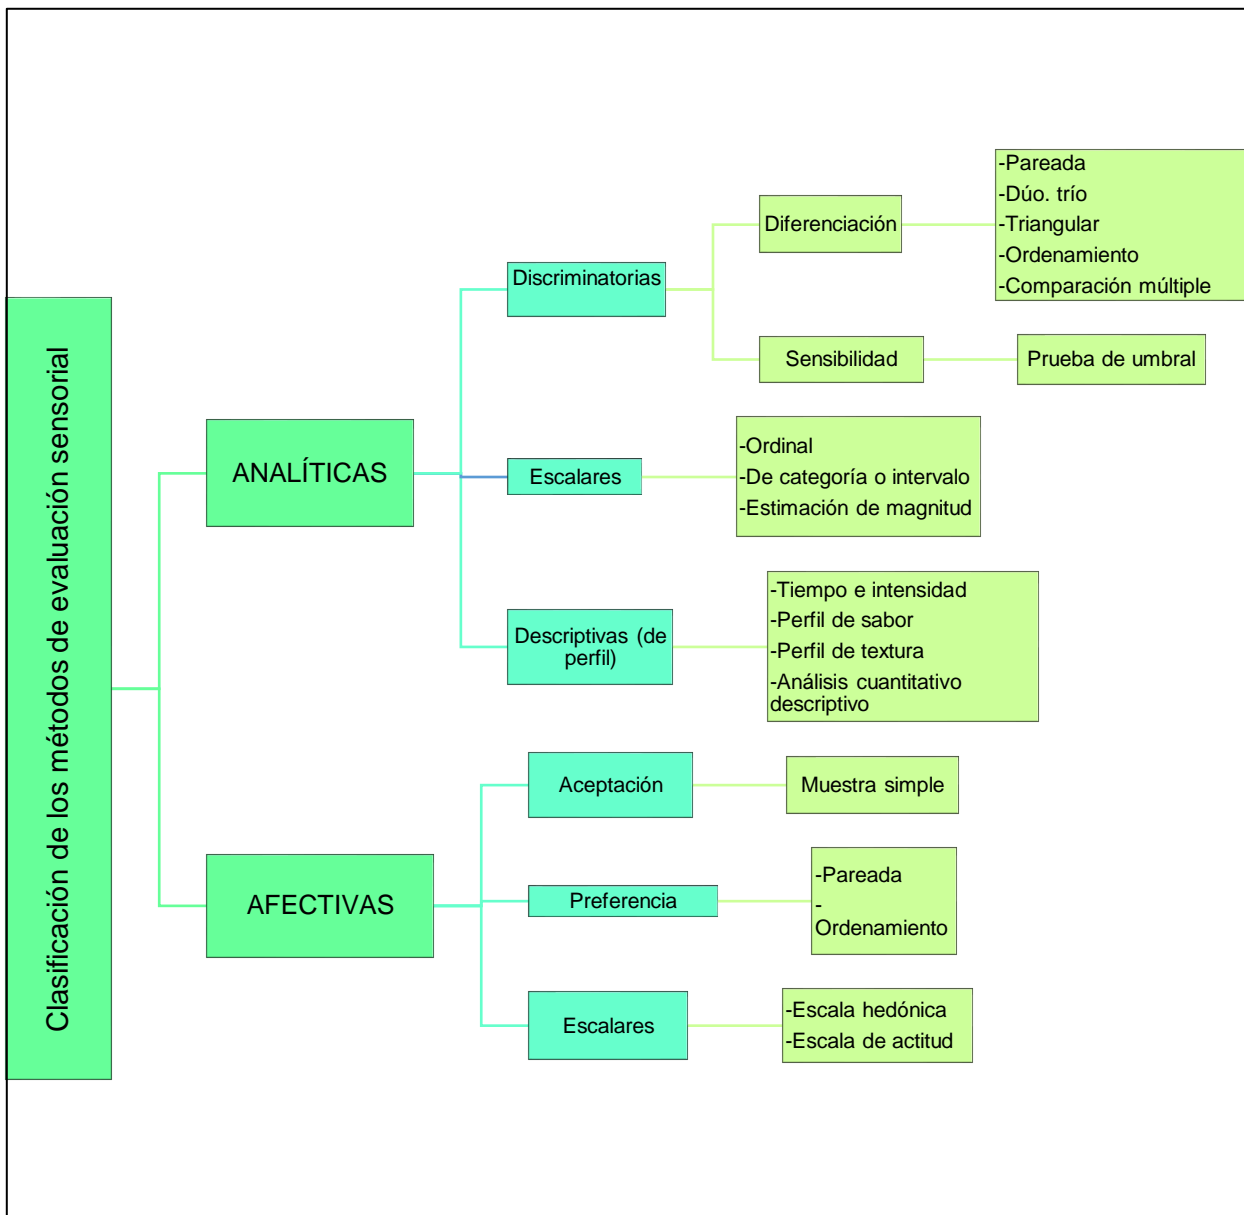 Clasificación de los métodos de evaluación sensorial
ANALÍTICAS
Discriminatorias
Diferenciación
-Pareada
-Dúo. trío
-Triangular
-Ordenamiento
-Comparación múltiple
Sensibilidad
Prueba de umbral
Escalares
-Ordinal
-De categoría o intervalo
-Estimación de magnitud
Descriptivas (de
perfil)
-Tiempo e intensidad
-Perfil de sabor
-Perfil de textura
-Análisis cuantitativo
descriptivo
AFECTIVAS
Aceptación
Muestra simple
Preferencia
-Pareada
-
Ordenamiento
Escalares
-Escala hedónica
-Escala de actitud